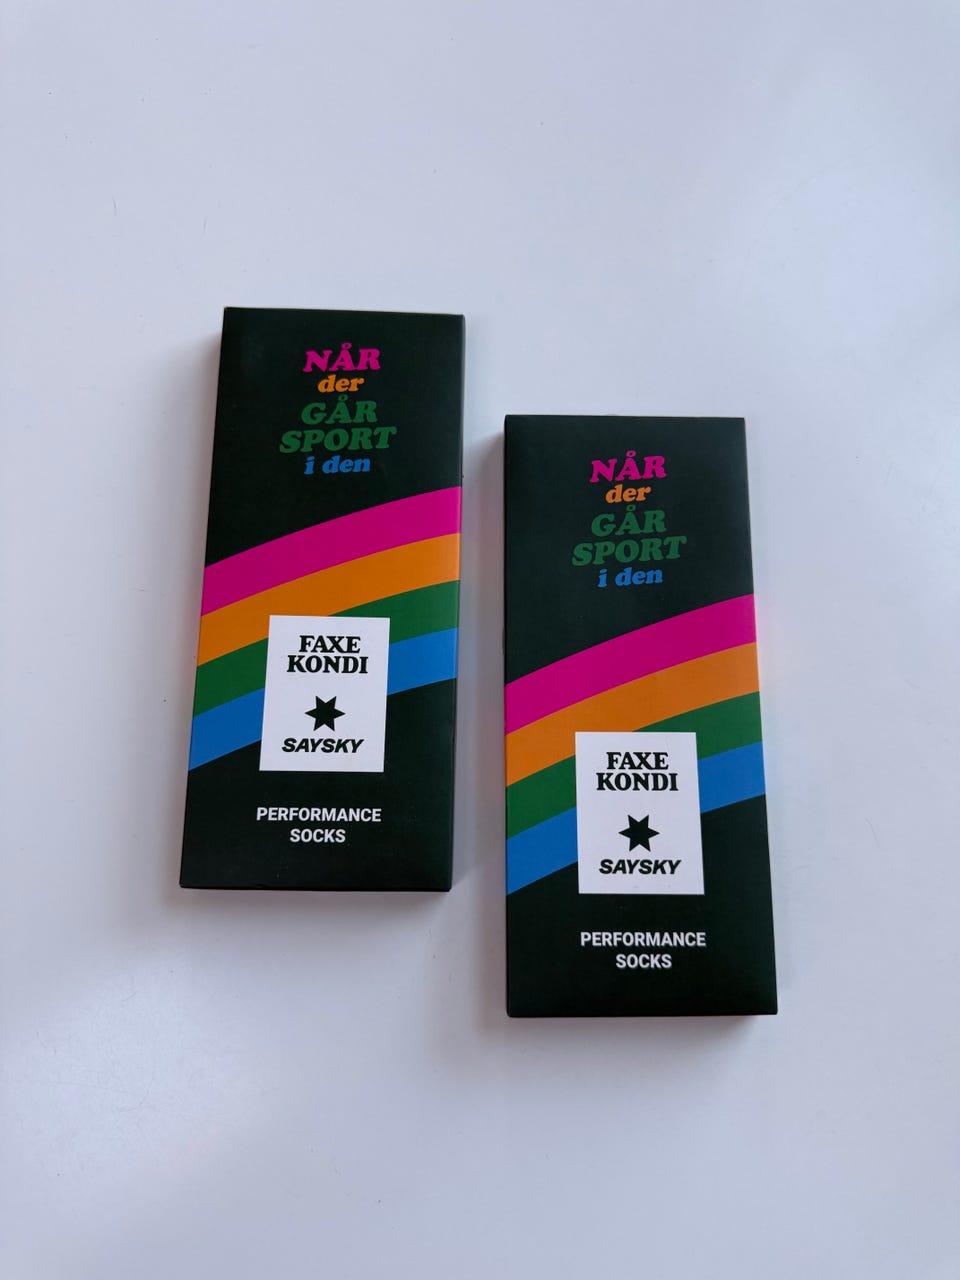 NÅR
der
GÅR
SPORT
i den
FAXE
KONDI
SAYSKY
PERFORMANCE
SOCKS
NÅR
der
GÅR
SPORT
i den
FAXE
KONDI
SAYSKY
PERFORMANCE
SOCKS